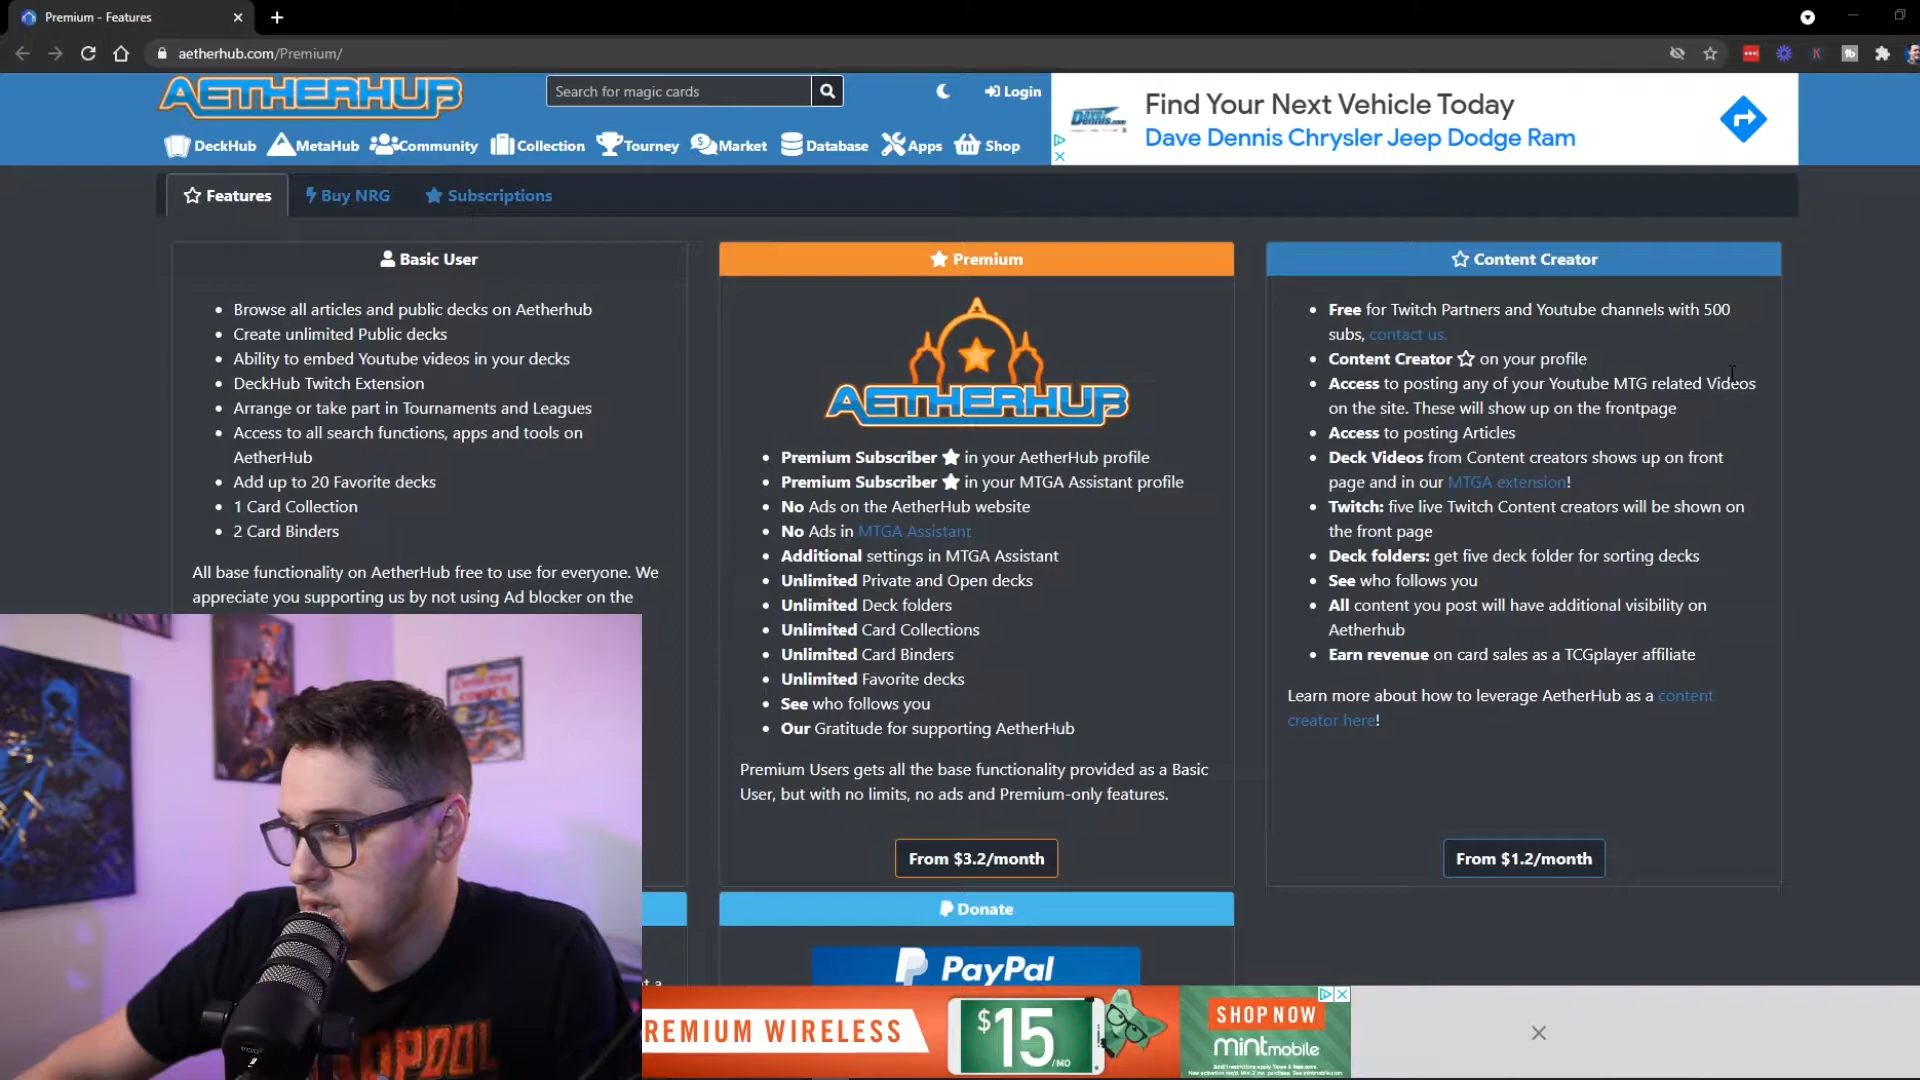 Premium - Features
aetherhub.com/Premium/
AETHERHUB
Search for magic cards
Login
DeckHub
MetaHub
Community
Collection
Tourney
Market
Database
Apps
Shop
Find Your Next Vehicle Today
Dave Dennis Chrysler Jeep Dodge Ram
Features
Buy NRG
Subscriptions
Basic User
Browse all articles and public decks on Aetherhub
Create unlimited Public decks
Ability to embed Youtube videos in your decks
DeckHub Twitch Extension
Arrange or take part in Tournaments and Leagues
Access to all search functions, apps and tools on
AetherHub
Add up to 20 Favorite decks
1 Card Collection
2 Card Binders
All base functionality on AetherHub free to use for everyone. We
appreciate you supporting us by not using Ad blocker on the
Premium
AETHERHUB
Premium Subscriber in your AetherHub profile
Premium Subscriber in your MTGA Assistant profile
No Ads on the AetherHub website
No Ads in MTGA Assistant
Additional settings in MTGA Assistant
Unlimited Private and Open decks
Unlimited Deck folders
Unlimited Card Collections
Unlimited Card Binders
Unlimited Favorite decks
See who follows you
Our Gratitude for supporting AetherHub
Premium Users gets all the base functionality provided as a Basic
User, but with no limits, no ads and Premium-only features.
From $3.2/month
Content Creator
Free for Twitch Partners and Youtube channels with 500
subs, contact us.
Content Creator on your profile
Access to posting any of your Youtube MTG related Videos
on the site. These will show up on the frontpage
Access to posting Articles
Deck Videos from Content creators shows up on front
page and in our MTGA extension!
Twitch: five live Twitch Content creators will be shown on
the front page
Deck folders: get five deck folder for sorting decks
See who follows you
All content you post will have additional visibility on
Aetherhub
Earn revenue on card sales as a TCGplayer affiliate
Learn more about how to leverage AetherHub as a content
creator here!
From $1.2/month
Donate
PayPal
REMIUM WIRELESS
$15/MO
SHOP NOW
mintmobile